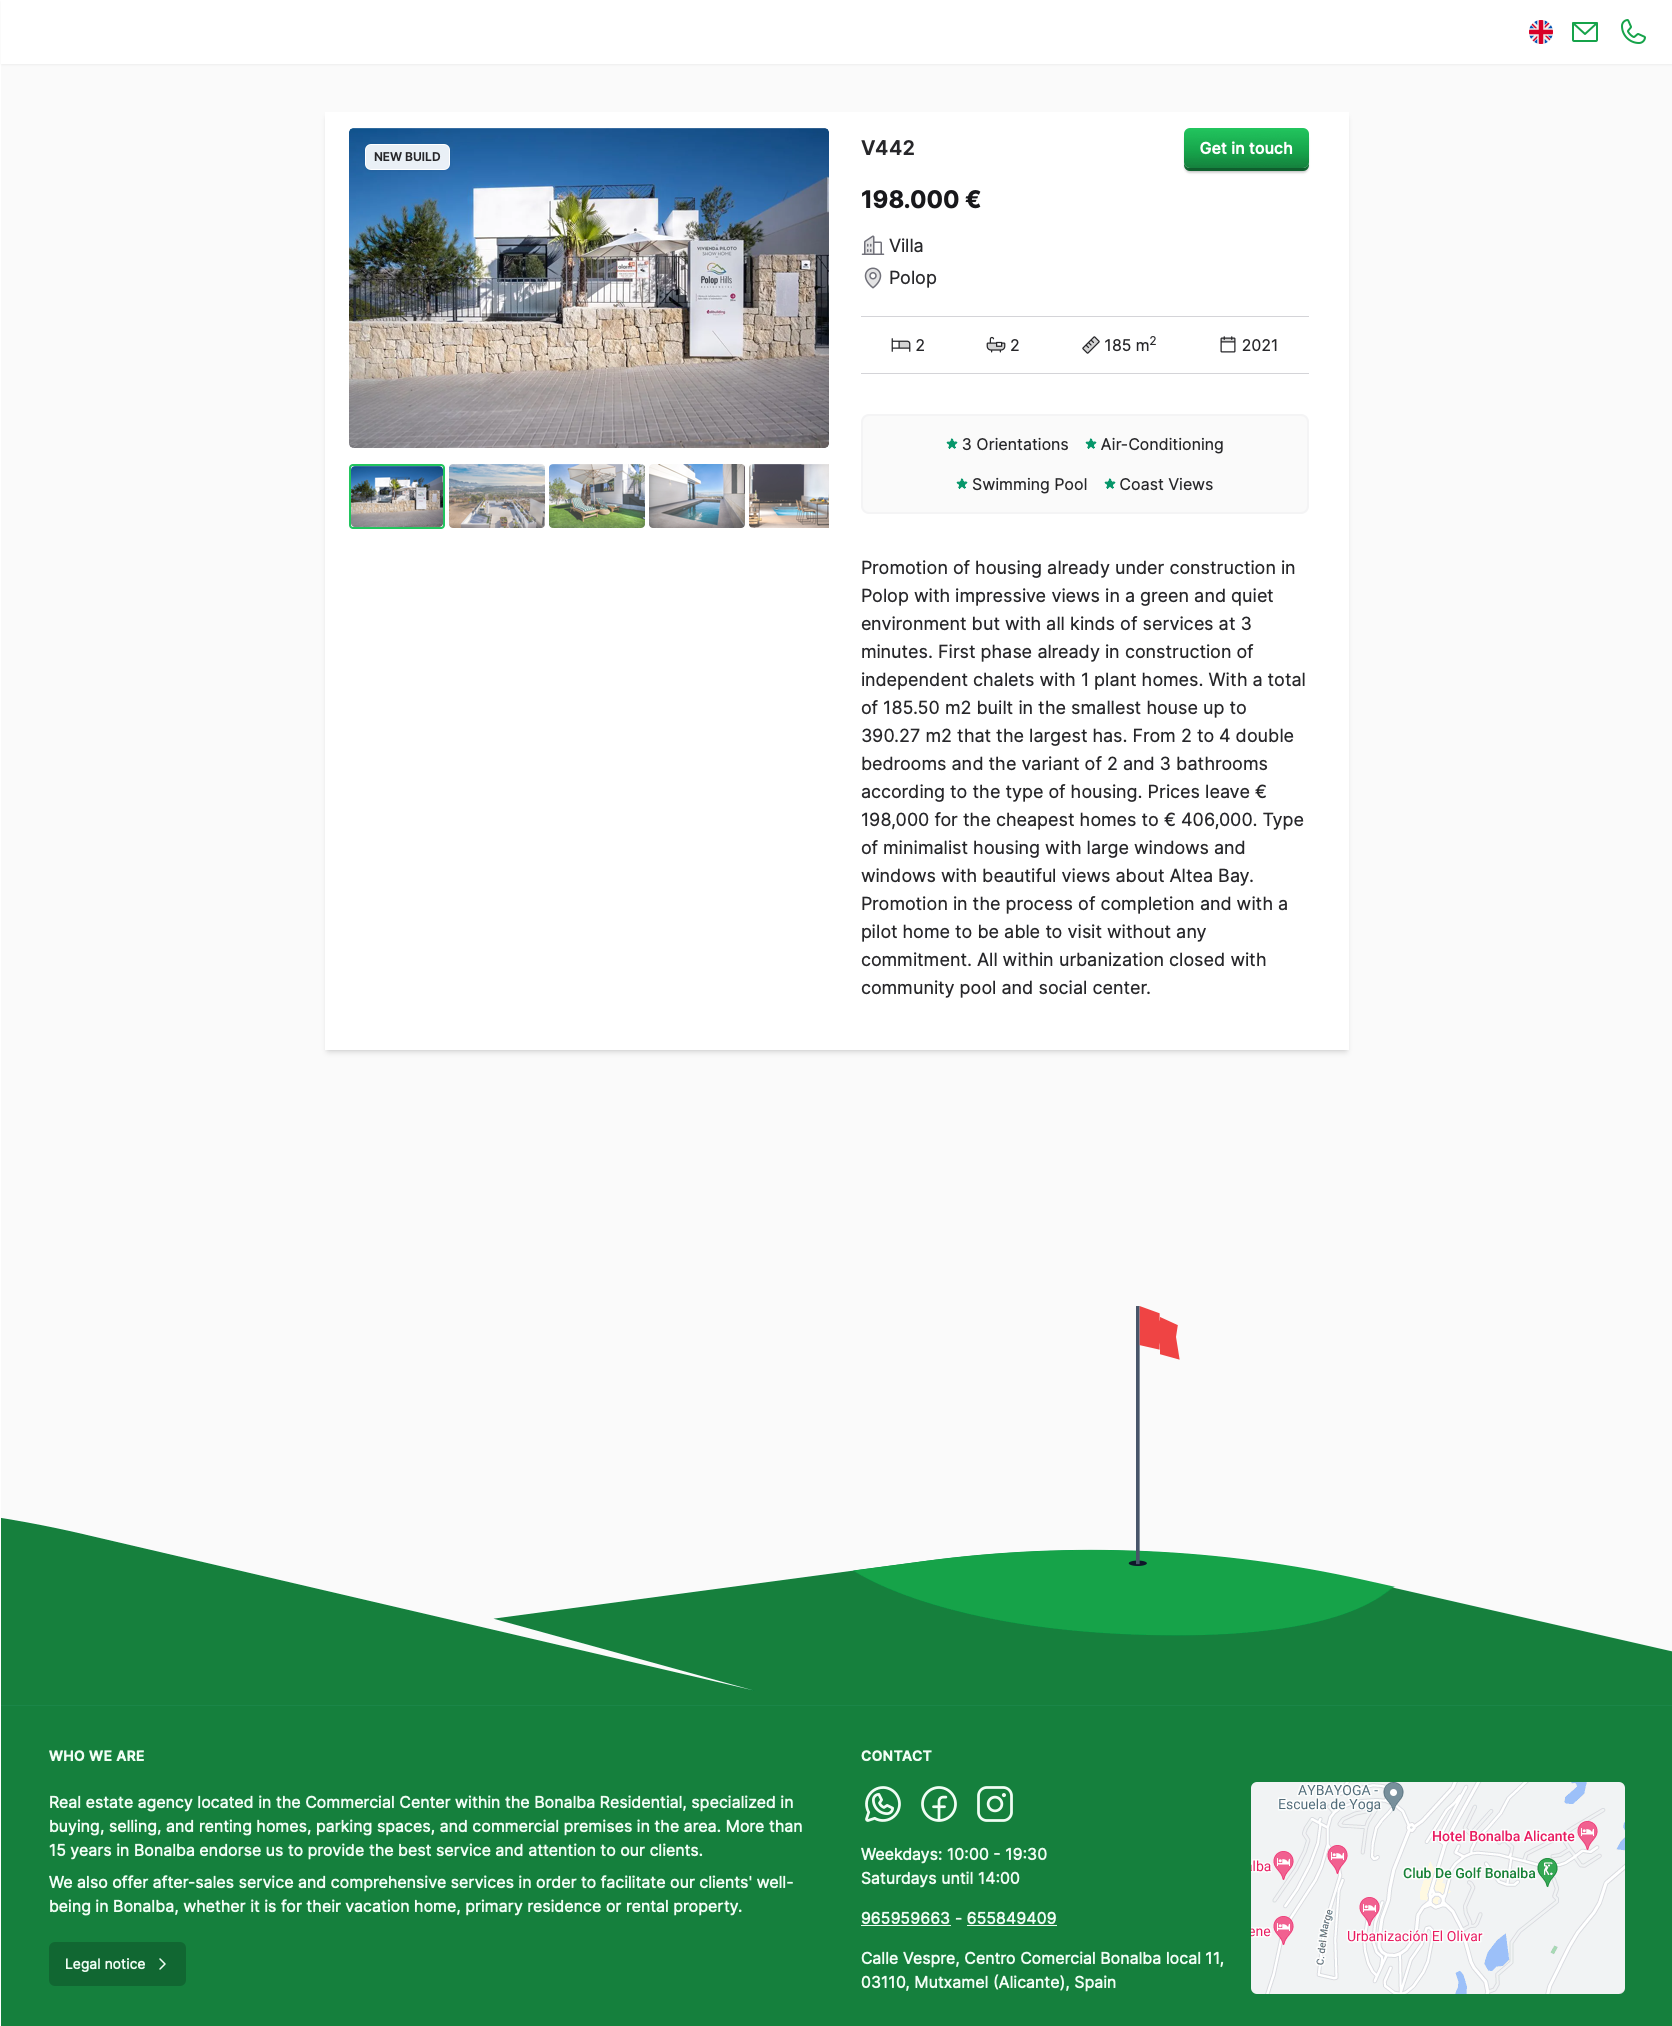 NEW BUILD
VIVIENDA PILOTO
SHOW HOME
Polop Hills
V442
Get in touch
198.000 €
Villa
Polop
2
2
185 m²
2021
3 Orientations
Air-Conditioning
Swimming Pool
Coast Views
Promotion of housing already under construction in
Polop with impressive views in a green and quiet
environment but with all kinds of services at 3
minutes. First phase already in construction of
independent chalets with 1 plant homes. With a total
of 185.50 m2 built in the smallest house up to
390.27 m2 that the largest has. From 2 to 4 double
bedrooms and the variant of 2 and 3 bathrooms
according to the type of housing. Prices leave €
198,000 for the cheapest homes to € 406,000. Type
of minimalist housing with large windows and
windows with beautiful views about Altea Bay.
Promotion in the process of completion and with a
pilot home to be able to visit without any
commitment. All within urbanization closed with
community pool and social center.
WHO WE ARE
Real estate agency located in the Commercial Center within the Bonalba Residential, specialized in
buying, selling, and renting homes, parking spaces, and commercial premises in the area. More than
15 years in Bonalba endorse us to provide the best service and attention to our clients.
We also offer after-sales service and comprehensive services in order to facilitate our clients' well-
being in Bonalba, whether it is for their vacation home, primary residence or rental property.
Legal notice
CONTACT
Weekdays: 10:00 - 19:30
Saturdays until 14:00
965959663 - 655849409
Calle Vespre, Centro Comercial Bonalba local 11,
03110, Mutxamel (Alicante), Spain
AYBAYOGA -
Escuela de Yoga
Hotel Bonalba Alicante
lba
Club De Golf Bonalba
ene
C. del Marge
Urbanización El Olivar